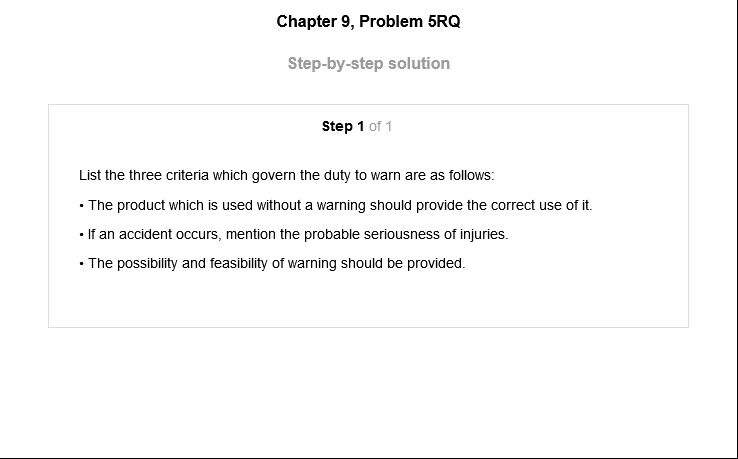 Chapter 9, Problem 5RQ
Step-by-step solution
Step 1 of 1
List the three criteria which govern the duty to warn are as follows:
• The product which is used without a warning should provide the correct use of it.
• If an accident occurs, mention the probable seriousness of injuries.
• The possibility and feasibility of warning should be provided.